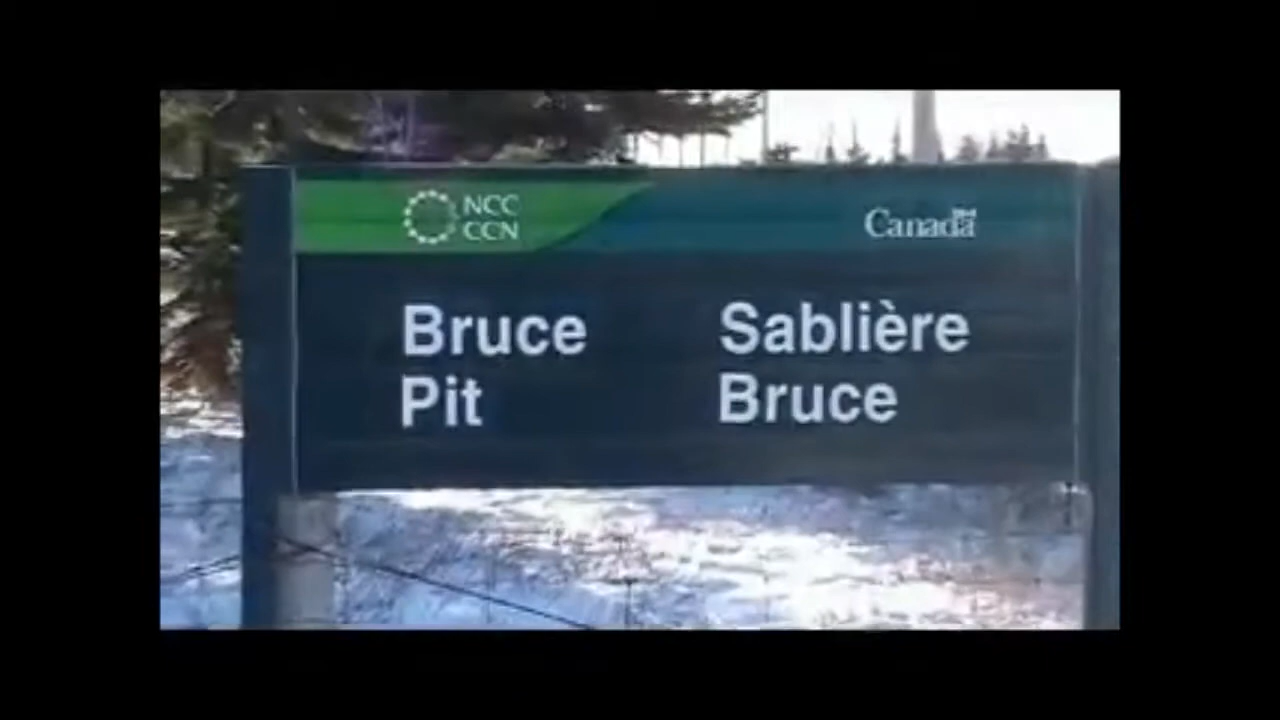 NCC
CCN
Canada
Bruce
Pit
Sablière
Bruce